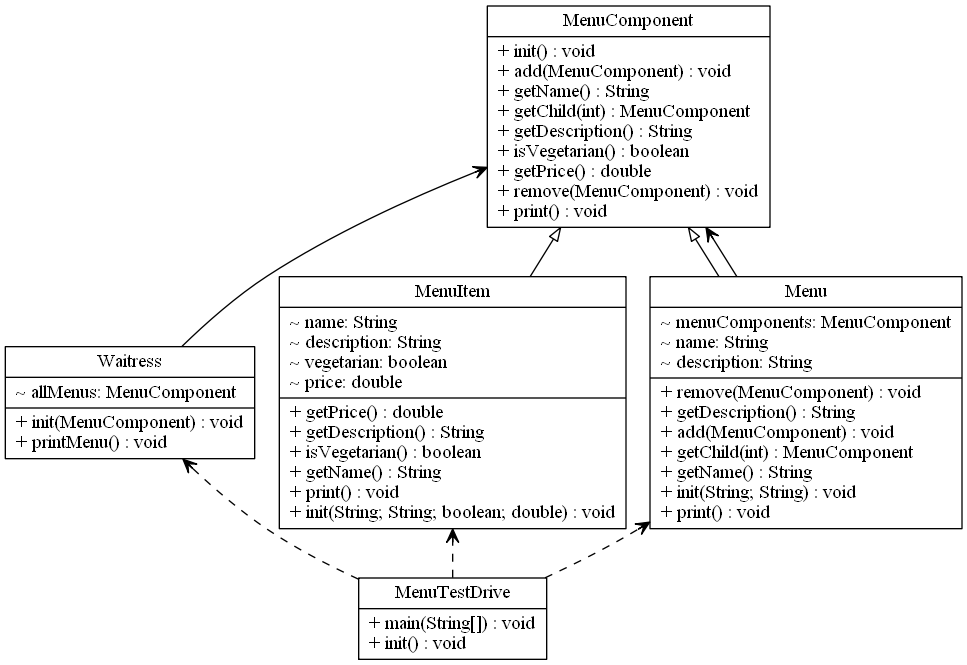 MenuComponent
+ init() : void
+ add(MenuComponent) : void
+ getName() : String
+ getChild(int) : MenuComponent
+ getDescription() : String
+ isVegetarian() : boolean
+ getPrice() : double
+ remove(MenuComponent) : void
+ print() : void
Waitress
~ allMenus: MenuComponent
+ init(MenuComponent) : void
+ printMenu() : void
MenuItem
~ name: String
~ description: String
~ vegetarian: boolean
~ price: double
+ getPrice() : double
+ getDescription() : String
+ isVegetarian() : boolean
+ getName() : String
+ print() : void
+ init(String; String; boolean; double) : void
Menu
~ menuComponents: MenuComponent
~ name: String
~ description: String
+ remove(MenuComponent) : void
+ getDescription() : String
+ add(MenuComponent) : void
+ getChild(int) : MenuComponent
+ getName() : String
+ init(String; String) : void
+ print() : void
MenuTestDrive
+ main(String[]) : void
+ init() : void